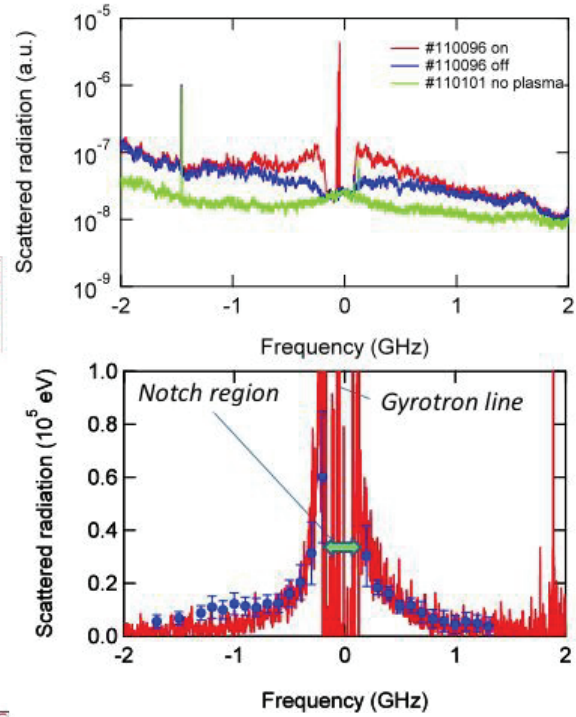 10⁻⁵
10⁻⁶
10⁻⁷
10⁻⁸
10⁻⁹
Scattered radiation (a.u.)
#110096 on
#110096 off
#110101 no plasma
-2 -1 0 1 2
Frequency (GHz)
1.0
0.8
0.6
0.4
0.2
0.0
Scattered radiation (10⁵ eV)
Notch region
Gyrotron line
-2 -1 0 1 2
Frequency (GHz)